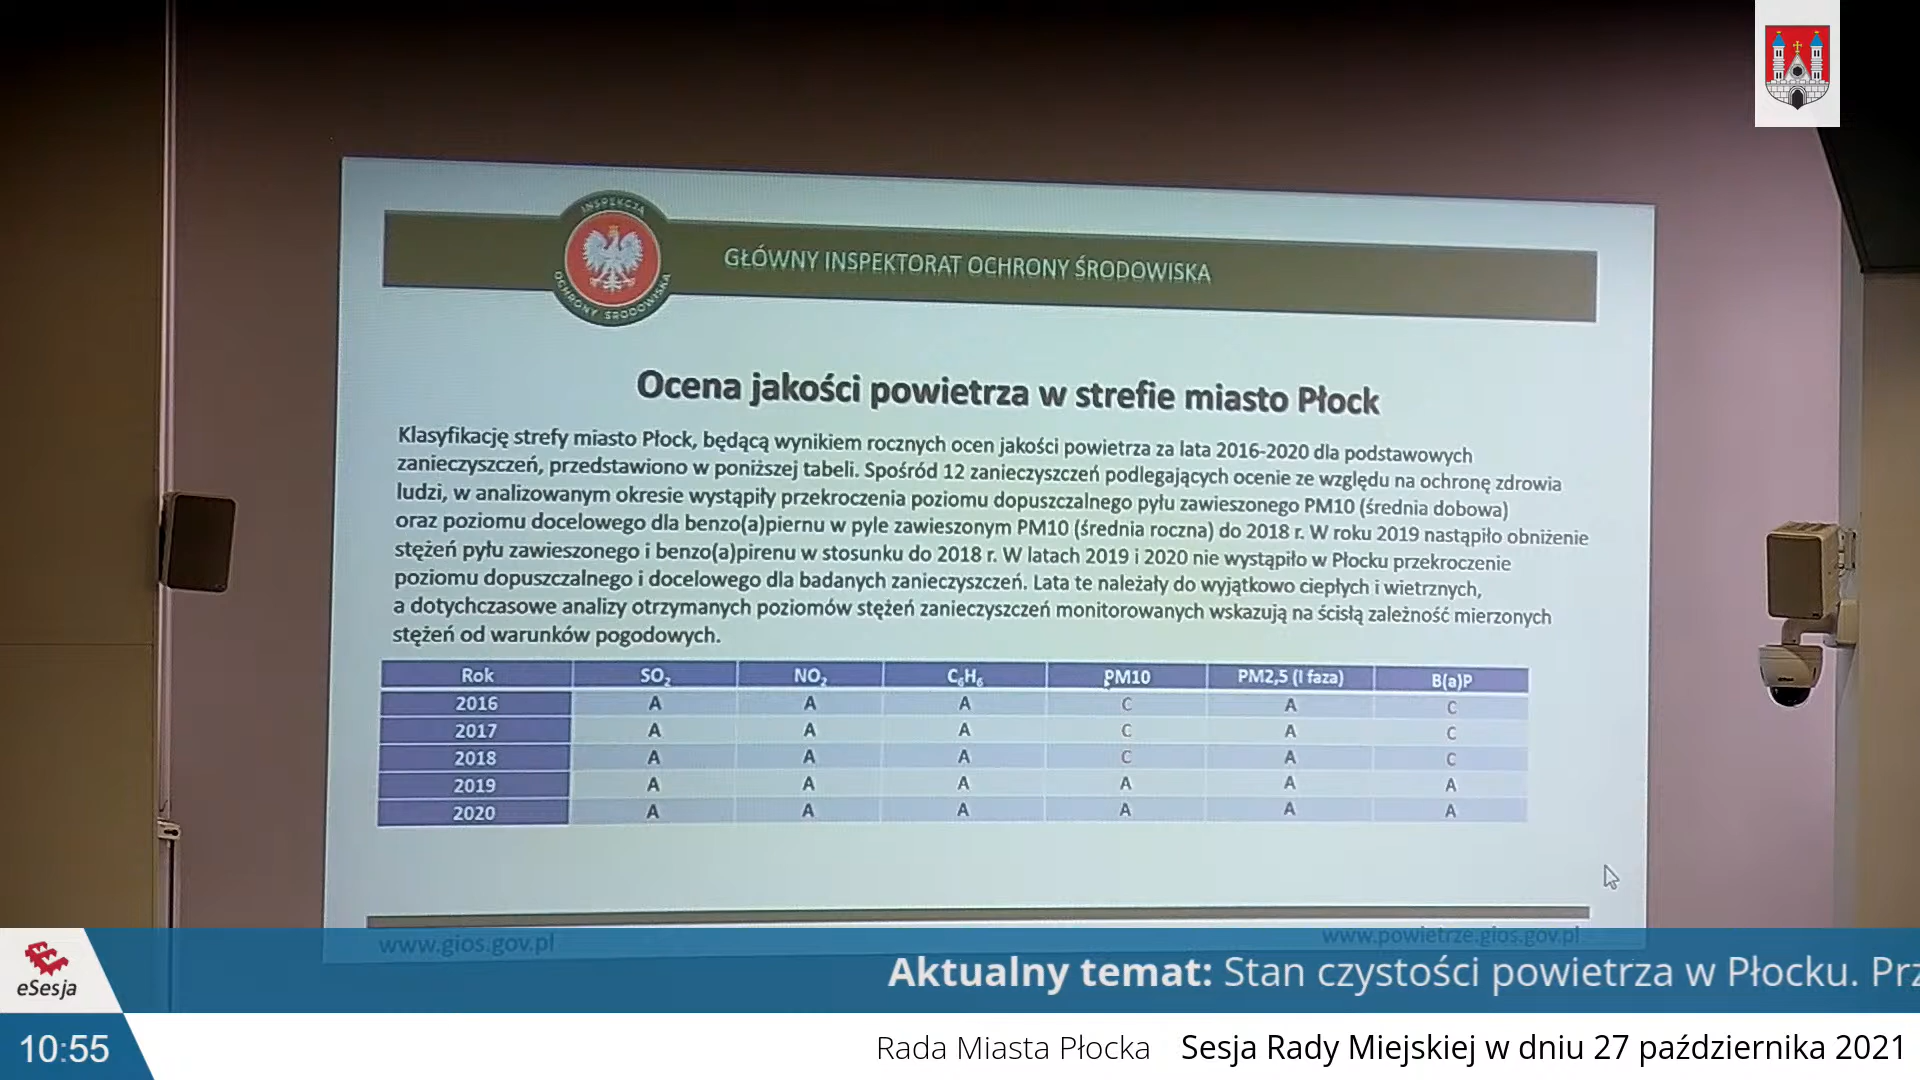 INSPEKCJA
OCHRONY ŚRODOWISKA
GŁÓWNY INSPEKTORAT OCHRONY ŚRODOWISKA
Ocena jakości powietrza w strefie miasto Płock
Klasyfikację strefy miasto Płock, będącą wynikiem rocznych ocen jakości powietrza za lata 2016-2020 dla podstawowych
zanieczyszczeń, przedstawiono w poniższej tabeli. Spośród 12 zanieczyszczeń podlegających ocenie ze względu na ochronę zdrowia
ludzi, w analizowanym okresie wystąpiły przekroczenia poziomu dopuszczalnego pyłu zawieszonego PM10 (średnia dobowa)
oraz poziomu docelowego dla benzo(a)piernu w pyle zawieszonym PM10 (średnia roczna) do 2018 r. W roku 2019 nastąpiło obniżenie
stężeń pyłu zawieszonego i benzo(a)pirenu w stosunku do 2018 r. W latach 2019 i 2020 nie wystąpiło w Płocku przekroczenie
poziomu dopuszczalnego i docelowego dla badanych zanieczyszczeń. Lata te należały do wyjątkowo ciepłych i wietrznych,
a dotychczasowe analizy otrzymanych poziomów stężeń zanieczyszczeń monitorowanych wskazują na ścisłą zależność mierzonych
stężeń od warunków pogodowych.
Rok SO₂ NO₂ C₆H₆ PM10 PM2,5 (I faza) B(a)P
2016 A A A C A C
2017 A A A C A C
2018 A A A C A C
2019 A A A A A A
2020 A A A A A A
www.gios.gov.pl www.powietrze.gios.gov.pl
eSesja
Aktualny temat: Stan czystości powietrza w Płocku. Prz
10:55
Rada Miasta Płocka Sesja Rady Miejskiej w dniu 27 października 2021